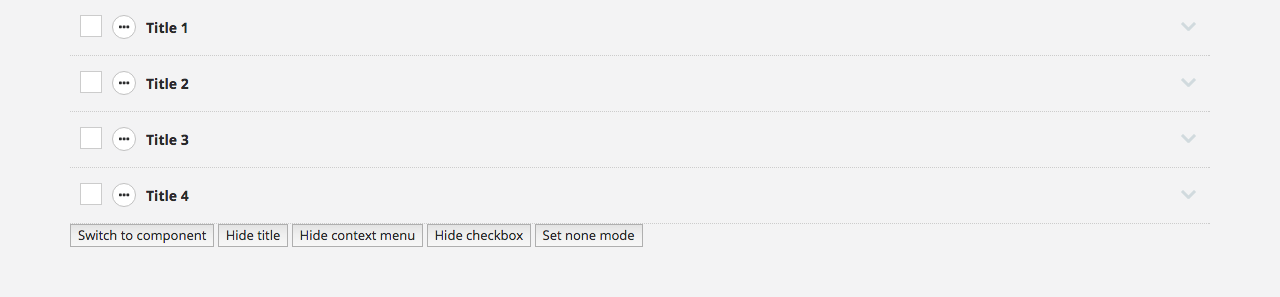 Title 1
Title 2
Title 3
Title 4
Switch to component Hide title Hide context menu Hide checkbox Set none mode